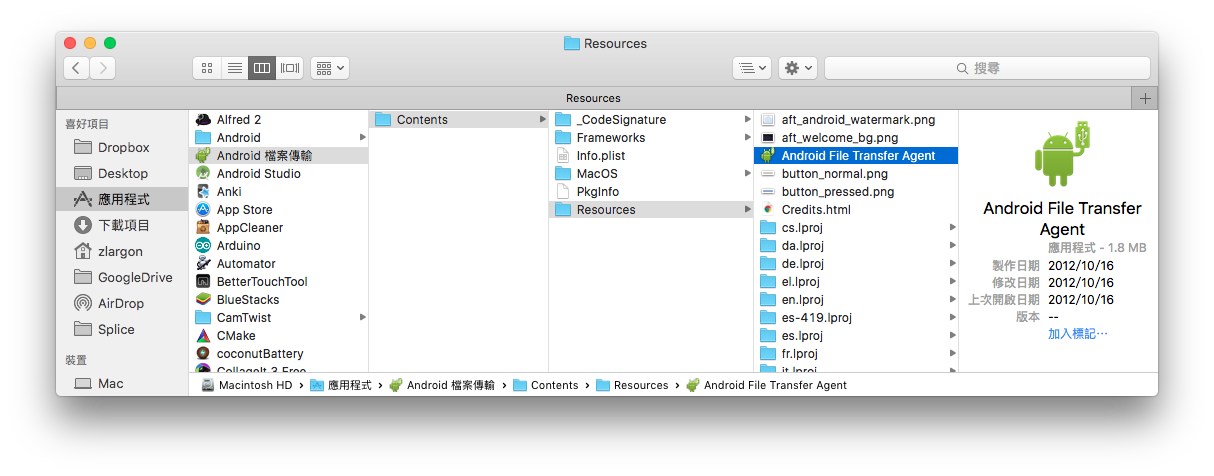 Resources
搜尋
Resources
喜好項目
Dropbox
Desktop
應用程式
下載項目
zlargon
GoogleDrive
AirDrop
Splice
裝置
Mac
Alfred 2
Android
Android 檔案傳輸
Android Studio
Anki
App Store
AppCleaner
Arduino
Automator
BetterTouchTool
BlueStacks
CamTwist
CMake
coconutBattery
CollageIt 3 Free
Contents
_CodeSignature
Frameworks
Info.plist
MacOS
PkgInfo
Resources
aft_android_watermark.png
aft_welcome_bg.png
Android File Transfer Agent
button_normal.png
button_pressed.png
Credits.html
cs.lproj
da.lproj
de.lproj
el.lproj
en.lproj
es-419.lproj
es.lproj
fr.lproj
it.lproj
Android File Transfer
Agent
應用程式 - 1.8 MB
製作日期 2012/10/16
修改日期 2012/10/16
上次開啟日期 2012/10/16
版本 --
加入標記⋯
Macintosh HD › 應用程式 › Android 檔案傳輸 › Contents › Resources › Android File Transfer Agent